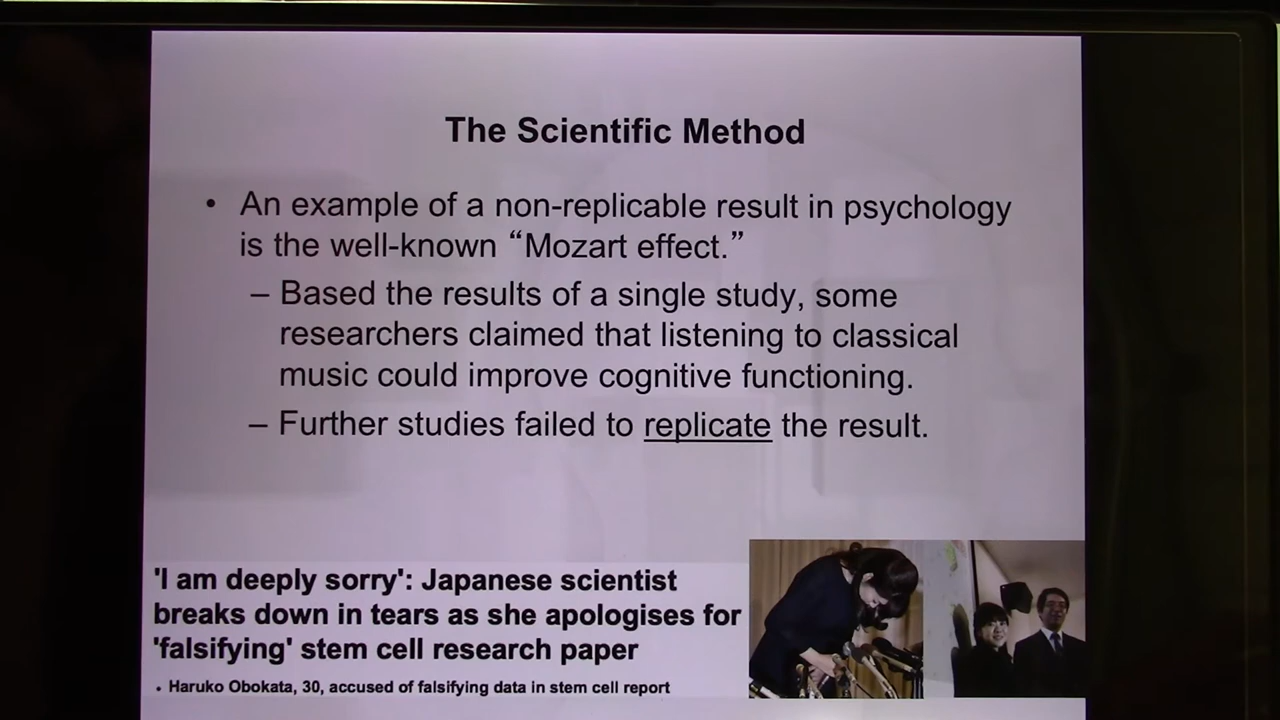 The Scientific Method
• An example of a non-replicable result in psychology
is the well-known “Mozart effect.”
– Based the results of a single study, some
researchers claimed that listening to classical
music could improve cognitive functioning.
– Further studies failed to replicate the result.
'I am deeply sorry': Japanese scientist
breaks down in tears as she apologises for
'falsifying' stem cell research paper
• Haruko Obokata, 30, accused of falsifying data in stem cell report